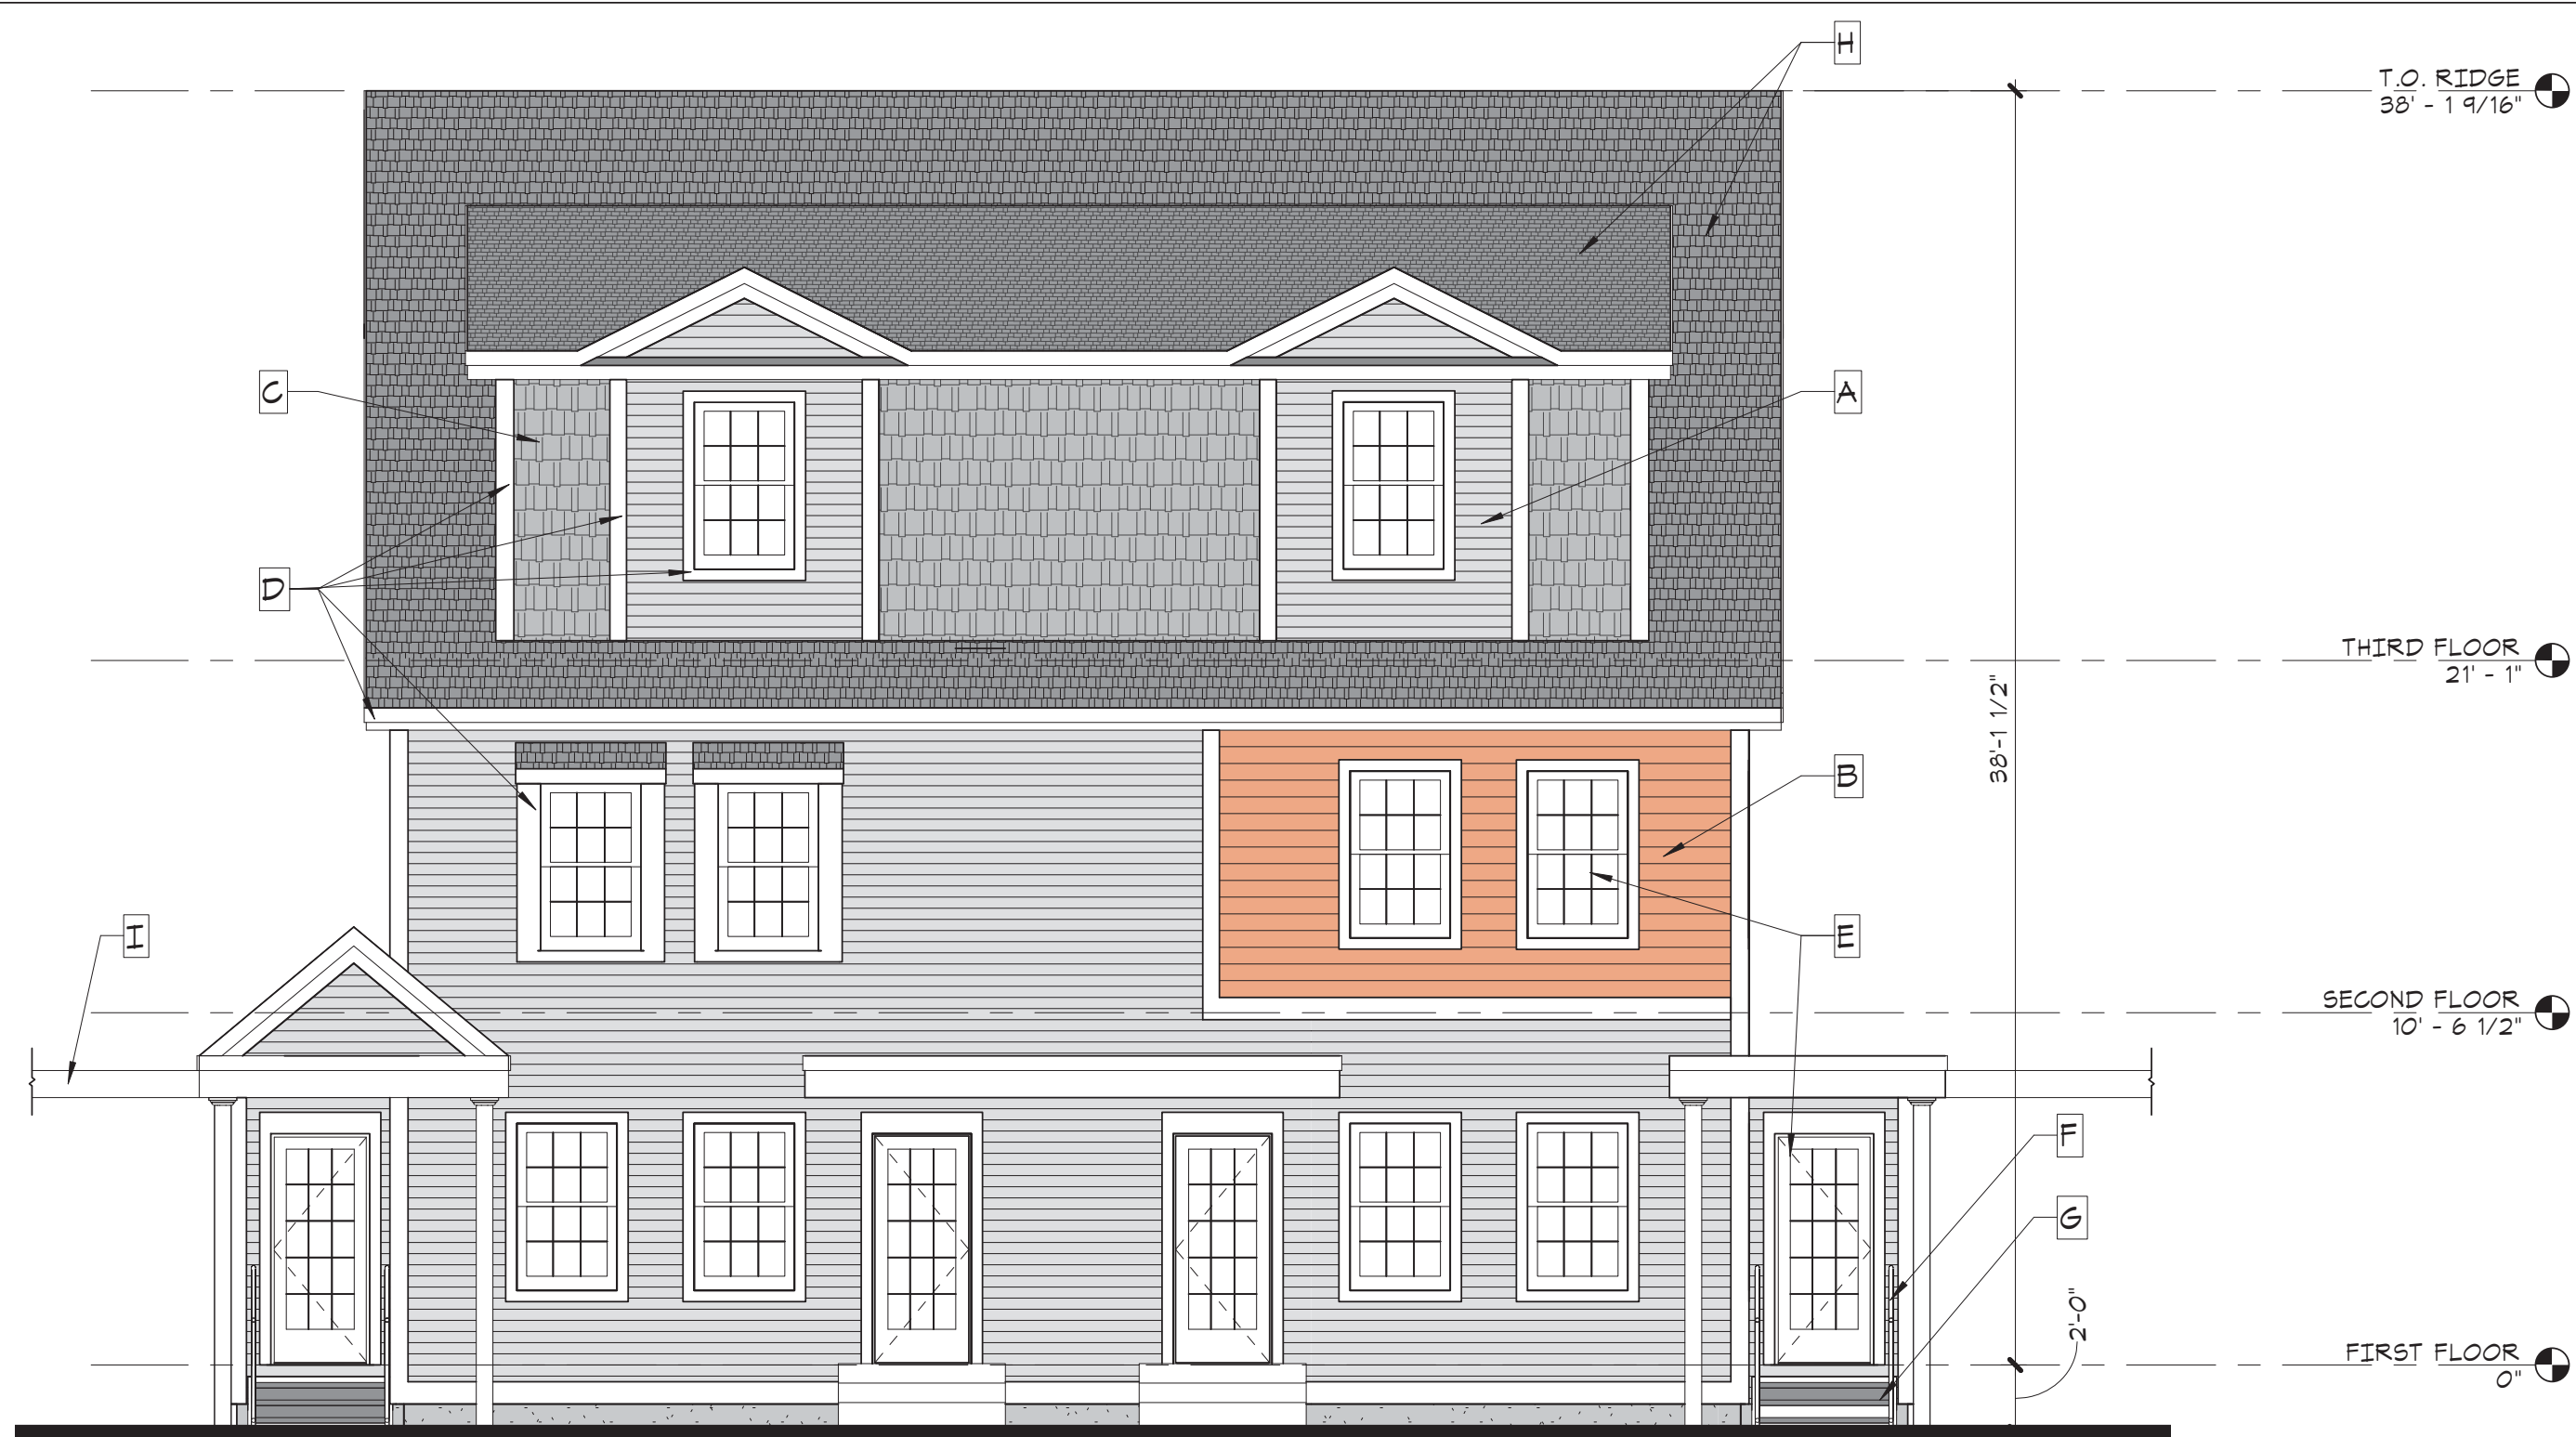 H
T.O. RIDGE
38' - 1 9/16"
C
A
D
THIRD FLOOR
21' - 1"
38'-1 1/2"
B
I
E
SECOND FLOOR
10' - 6 1/2"
F
G
2'-0"
FIRST FLOOR
0"